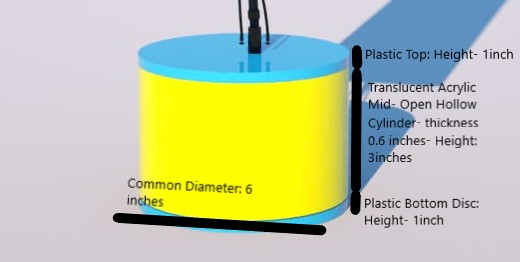 Plastic Top: Height- 1inch
Translucent Acrylic
Mid- Open Hollow
Cylinder- thickness
0.6 inches- Height:
3inches
Common Diameter: 6
inches
Plastic Bottom Disc:
Height- 1inch